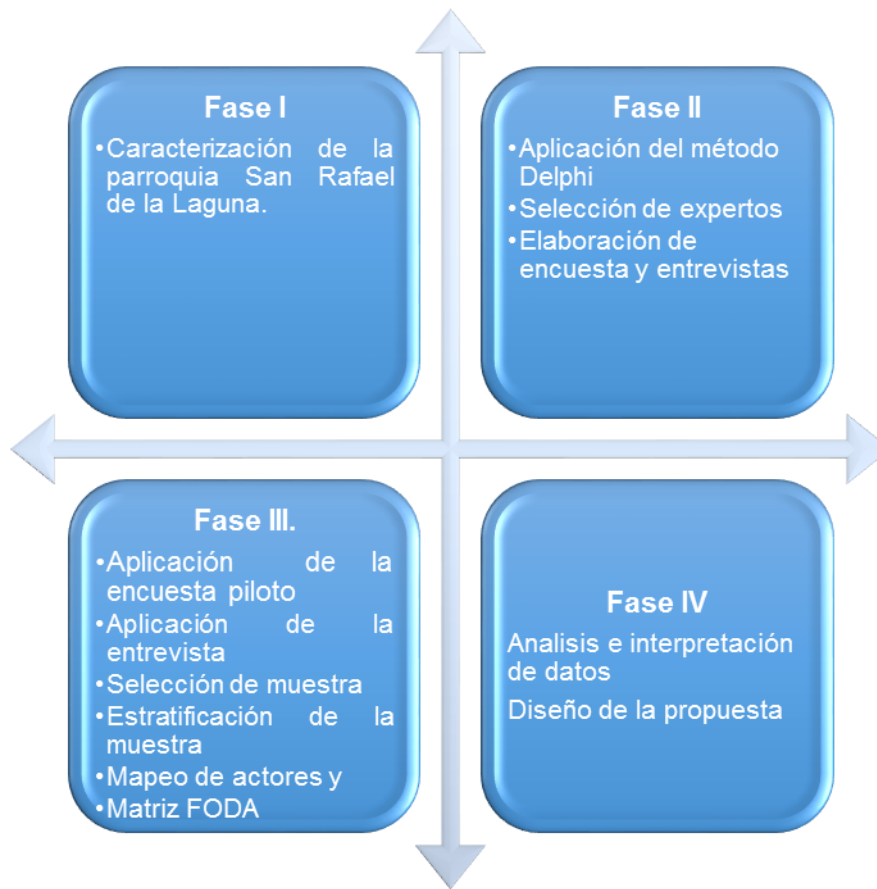 Fase I
•Caracterización de la
parroquia San Rafael
de la Laguna.
Fase II
•Aplicación del método
Delphi
•Selección de expertos
•Elaboración de
encuesta y entrevistas
Fase III.
•Aplicación de la
encuesta piloto
•Aplicación de la
entrevista
•Selección de muestra
•Estratificación de la
muestra
•Mapeo de actores y
•Matriz FODA
Fase IV
Analisis e interpretación
de datos
Diseño de la propuesta